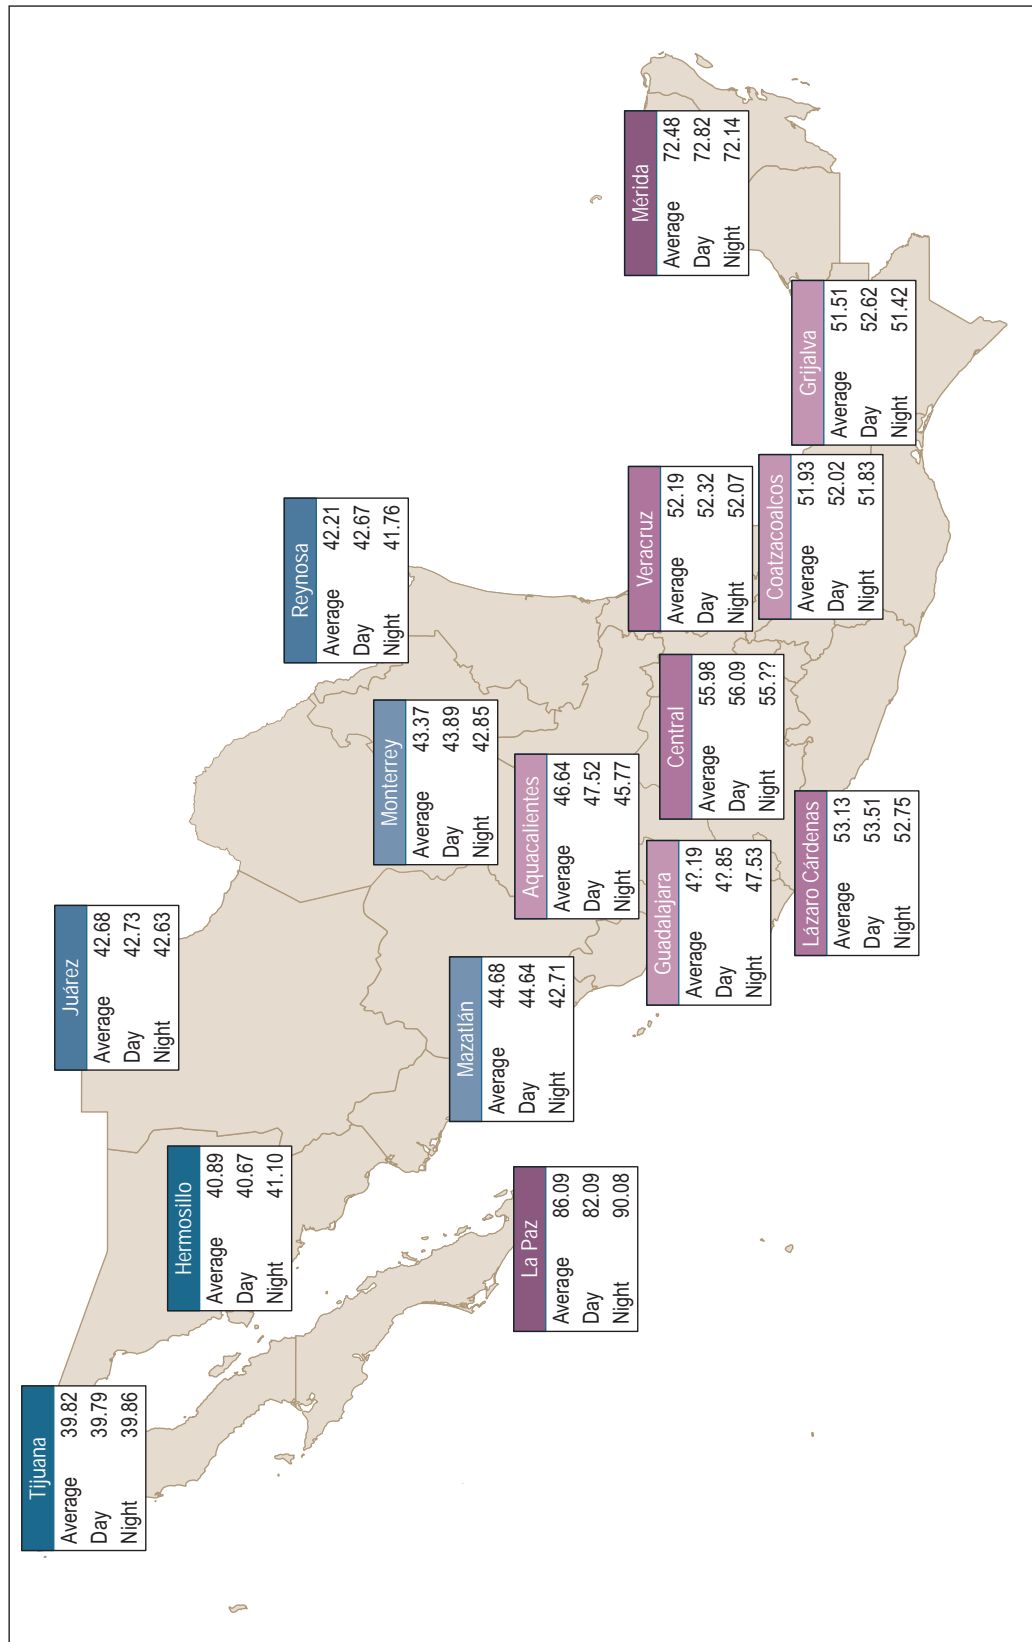 Tijuana
Average 39.82
Day 39.79
Night 39.86
Hermosillo
Average 40.89
Day 40.67
Night 41.10
Juárez
Average 42.68
Day 42.73
Night 42.63
Reynosa
Average 42.21
Day 42.67
Night 41.76
Monterrey
Average 43.37
Day 43.89
Night 42.85
Mazatlán
Average 44.68
Day 44.64
Night 42.71
La Paz
Average 86.09
Day 82.09
Night 90.08
Aquacalientes
Average 46.64
Day 47.52
Night 45.77
Guadalajara
Average 4?.19
Day 4?.85
Night 47.53
Central
Average 55.98
Day 56.09
Night 55.??
Lázaro Cárdenas
Average 53.13
Day 53.51
Night 52.75
Veracruz
Average 52.19
Day 52.32
Night 52.07
Coatzacoalcos
Average 51.93
Day 52.02
Night 51.83
Grijalva
Average 51.51
Day 52.62
Night 51.42
Mérida
Average 72.48
Day 72.82
Night 72.14